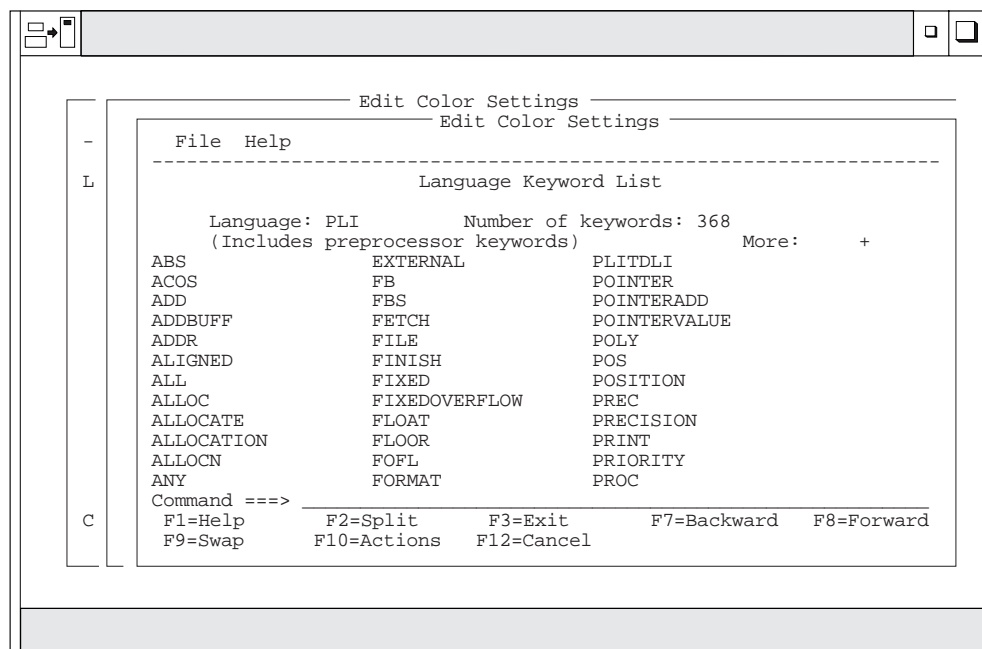 Edit Color Settings
Edit Color Settings
- File Help
--------------------------------------------------------------------
L Language Keyword List
Language: PLI Number of keywords: 368
(Includes preprocessor keywords) More: +
ABS EXTERNAL PLITDLI
ACOS FB POINTER
ADD FBS POINTERADD
ADDBUFF FETCH POINTERVALUE
ADDR FILE POLY
ALIGNED FINISH POS
ALL FIXED POSITION
ALLOC FIXEDOVERFLOW PREC
ALLOCATE FLOAT PRECISION
ALLOCATION FLOOR PRINT
ALLOCN FOFL PRIORITY
ANY FORMAT PROC
Command ===> ______________________________________________________
C F1=Help F2=Split F3=Exit F7=Backward F8=Forward
F9=Swap F10=Actions F12=Cancel